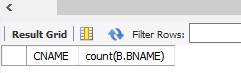 Result Grid Filter Rows:
CNAME count(B.BNAME)